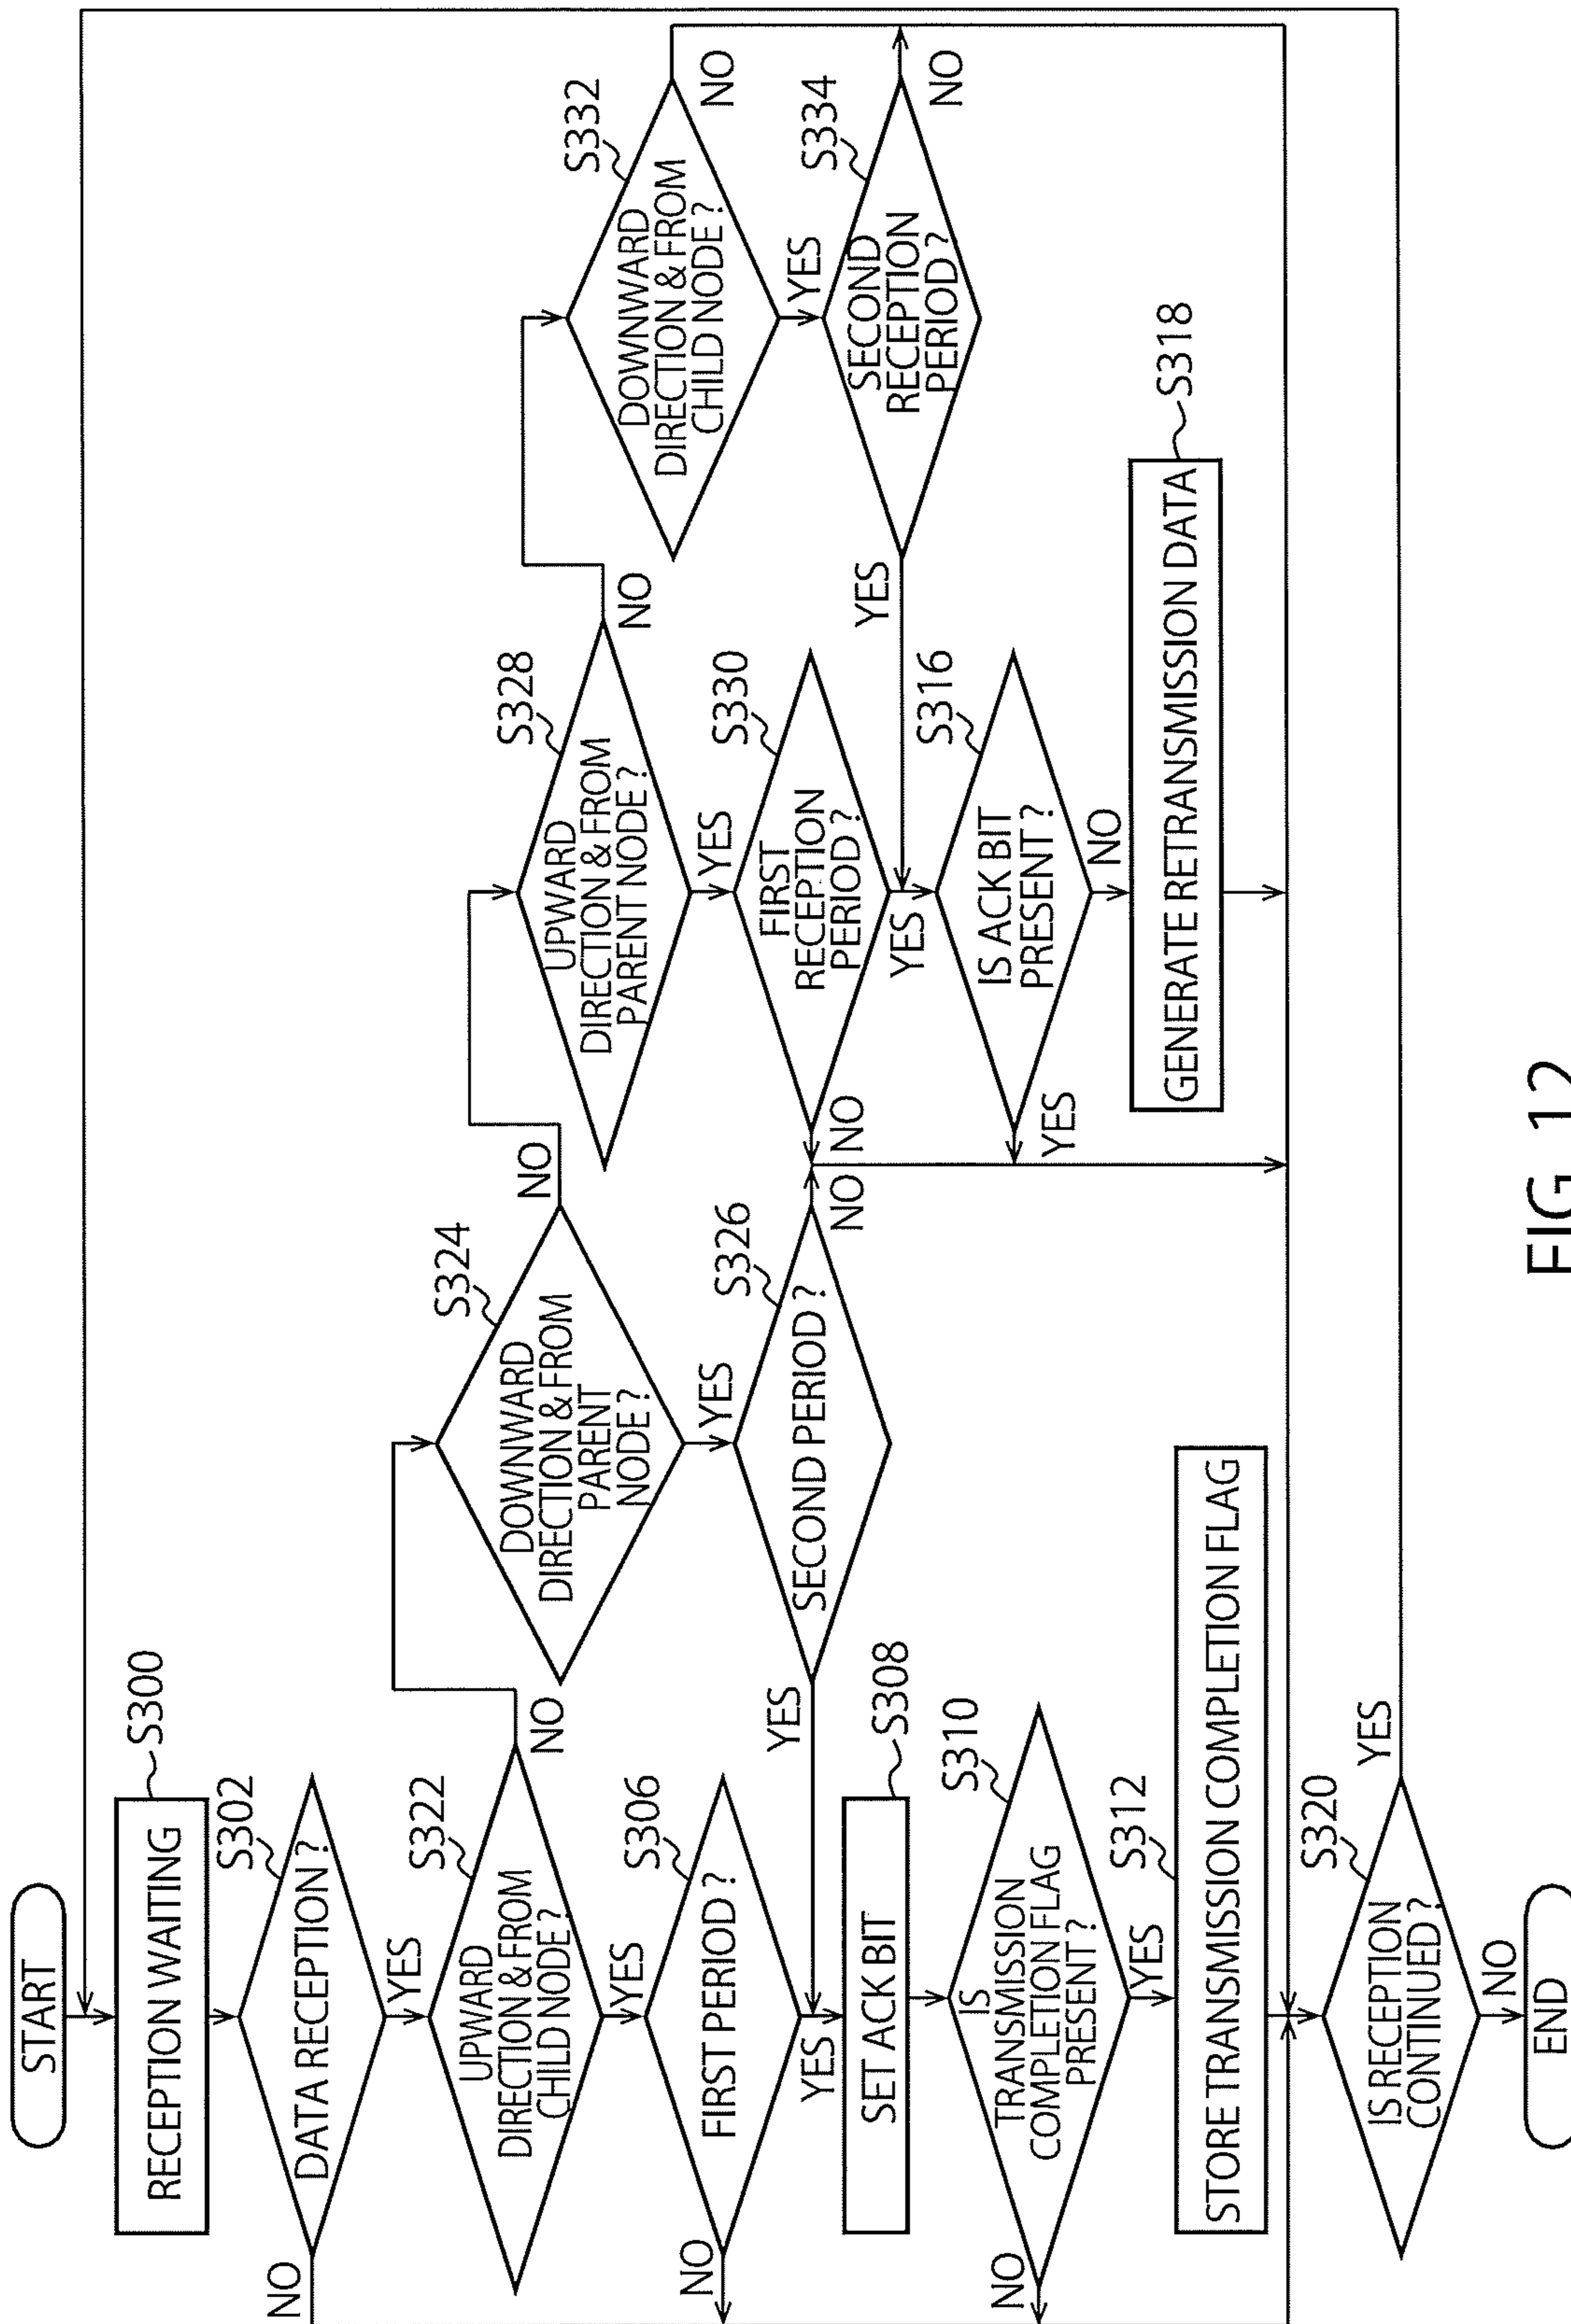 START
RECEPTION WAITING
S300
DATA RECEPTION ?
S302
NO
YES
UPWARD
DIRECTION & FROM
CHILD NODE ?
S322
NO
YES
FIRST PERIOD ?
S306
NO
YES
SET ACK BIT
S308
IS
TRANSMISSION
COMPLETION FLAG
PRESENT ?
S310
NO
YES
STORE TRANSMISSION COMPLETION FLAG
S312
IS RECEPTION
CONTINUED ?
S320
YES
NO
END
DOWNWARD
DIRECTION & FROM
PARENT
NODE ?
S324
NO
YES
SECOND PERIOD ?
S326
YES
NO
UPWARD
DIRECTION & FROM
PARENT NODE ?
S328
NO
YES
FIRST
RECEPTION
PERIOD ?
S330
NO
YES
IS ACK BIT
PRESENT ?
S316
YES
NO
GENERATE RETRANSMISSION DATA
S318
DOWNWARD
DIRECTION & FROM
CHILD NODE ?
S332
NO
YES
SECOND
RECEPTION
PERIOD ?
S334
YES
NO
FIG. 12